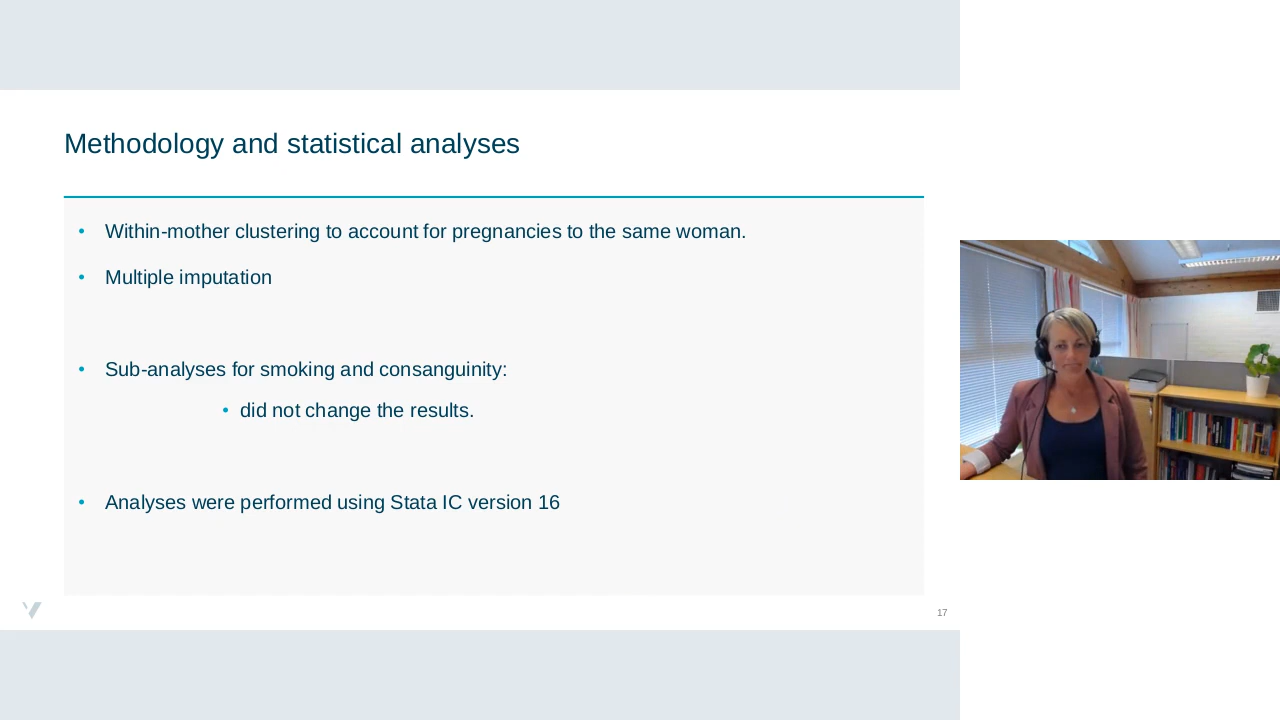 Methodology and statistical analyses
• Within-mother clustering to account for pregnancies to the same woman.
• Multiple imputation
• Sub-analyses for smoking and consanguinity:
• did not change the results.
• Analyses were performed using Stata IC version 16
17